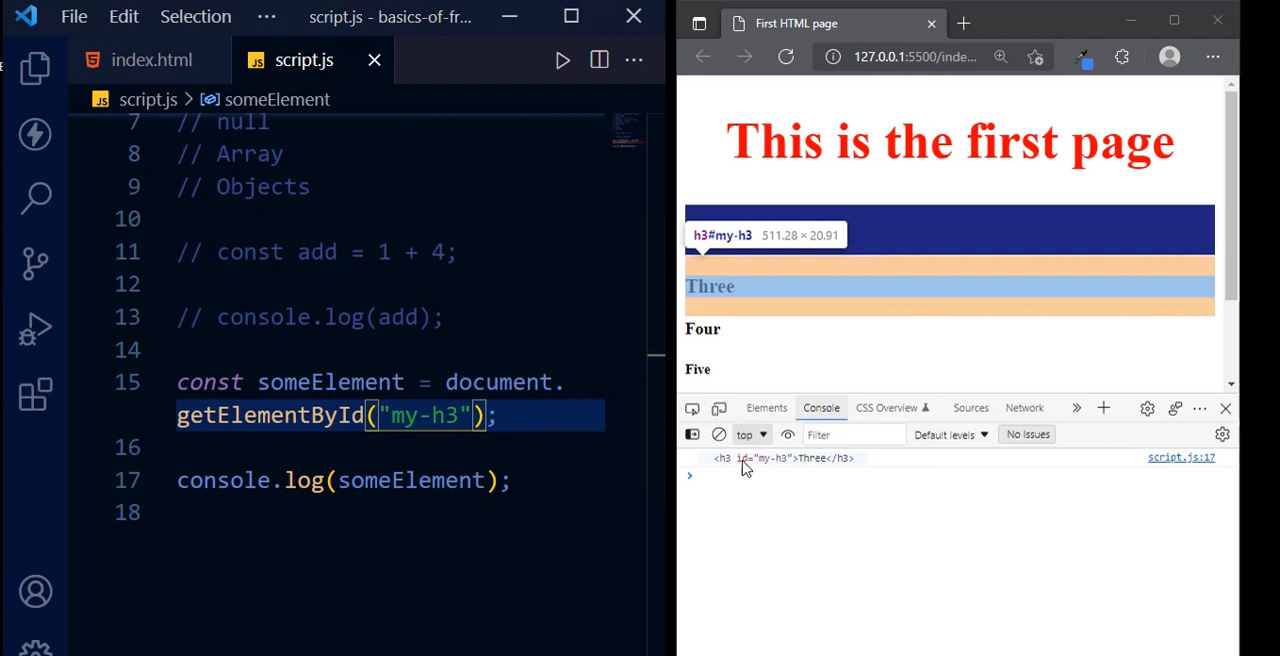 File Edit Selection ··· script.js - basics-of-fr...
index.html script.js
script.js > someElement
7 // null
8 // Array
9 // Objects
10
11 // const add = 1 + 4;
12
13 // console.log(add);
14
15 const someElement = document.
getElementById("my-h3");
16
17 console.log(someElement);
18
First HTML page
127.0.0.1:5500/inde...
This is the first page
h3#my-h3 511.28 × 20.91
Three
Four
Five
Elements Console CSS Overview Sources Network
top Filter Default levels No Issues
<h3 id="my-h3">Three</h3> script.js:17
>